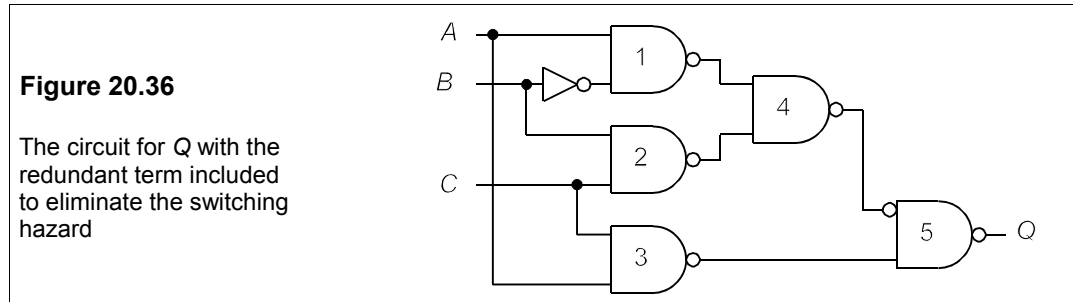 Figure 20.36
The circuit for Q with the
redundant term included
to eliminate the switching
hazard
A
B
C
1
2
3
4
5
Q